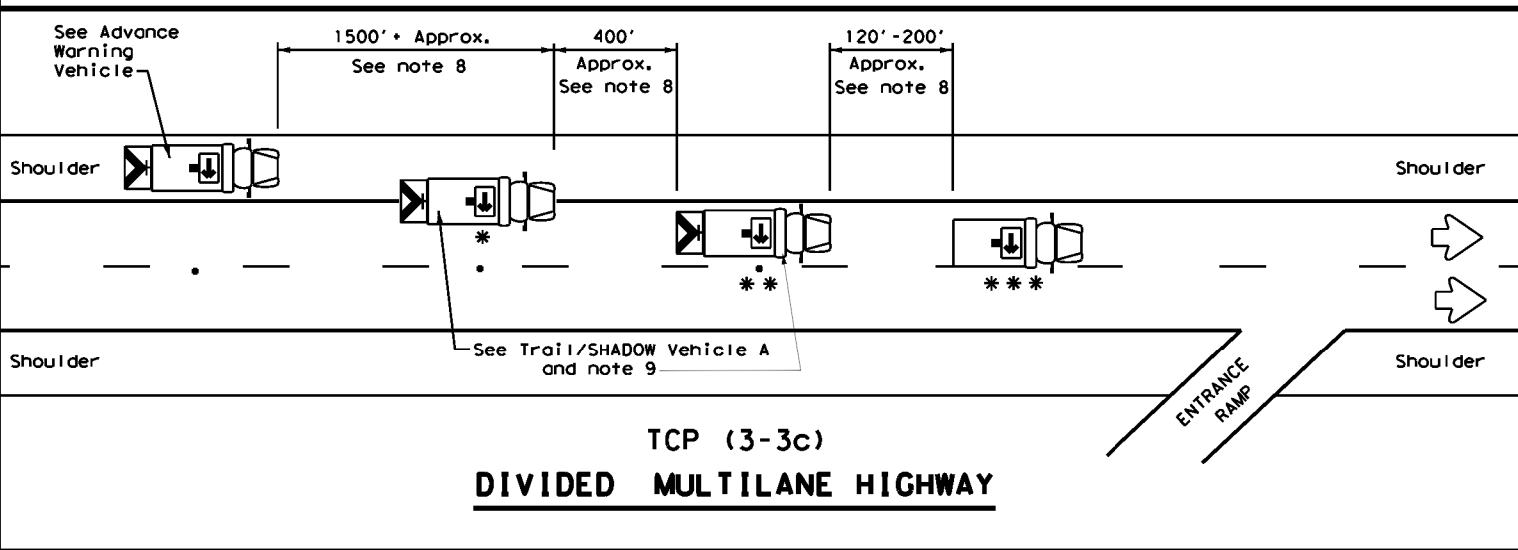 See Advance
Warning
Vehicle
1500'+ Approx.
See note 8
400'
Approx.
See note 8
120'-200'
Approx.
See note 8
Shoulder
Shoulder
*
**
***
See Trail/SHADOW Vehicle A
and note 9
Shoulder
Shoulder
ENTRANCE
RAMP
TCP (3-3c)
DIVIDED MULTILANE HIGHWAY